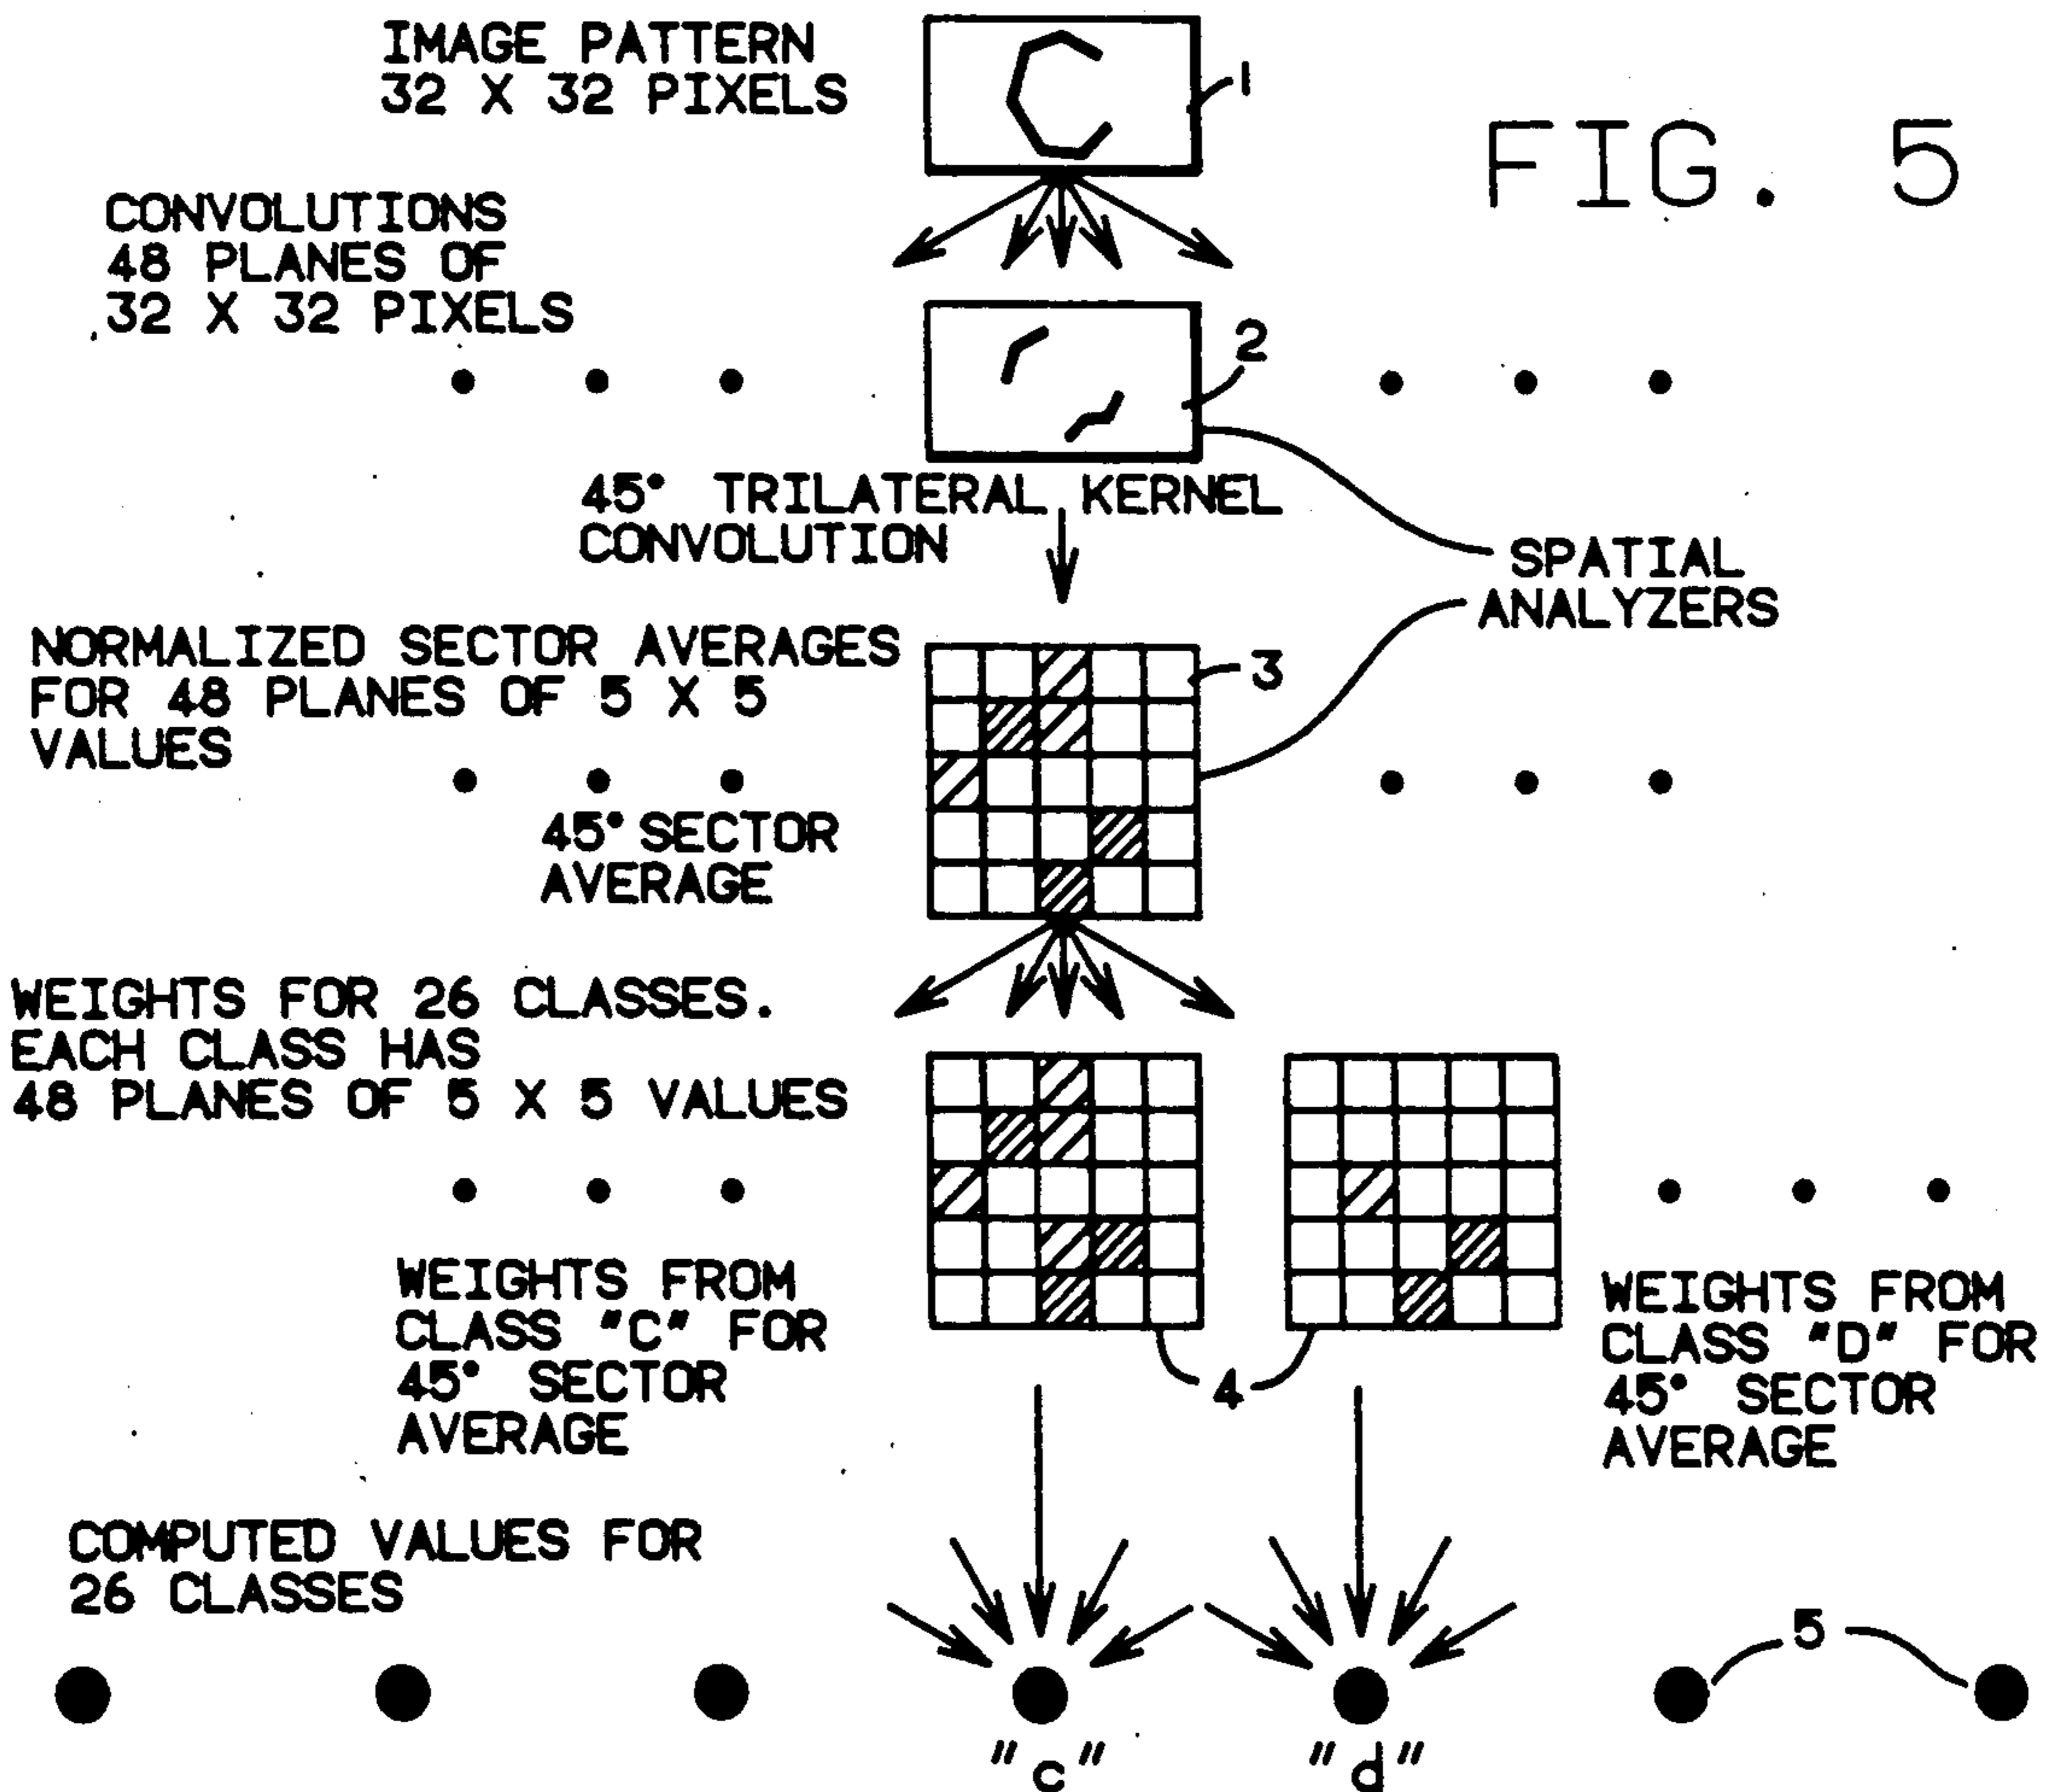 IMAGE PATTERN
32 X 32 PIXELS
1
FIG. 5
CONVOLUTIONS
48 PLANES OF
32 X 32 PIXELS
2
45° TRILATERAL KERNEL
CONVOLUTION
SPATIAL
ANALYZERS
NORMALIZED SECTOR AVERAGES
FOR 48 PLANES OF 5 X 5
VALUES
3
45° SECTOR
AVERAGE
WEIGHTS FOR 26 CLASSES.
EACH CLASS HAS
48 PLANES OF 5 X 5 VALUES
WEIGHTS FROM
CLASS "C" FOR
45° SECTOR
AVERAGE
4
WEIGHTS FROM
CLASS "D" FOR
45° SECTOR
AVERAGE
COMPUTED VALUES FOR
26 CLASSES
5
"c"
"d"